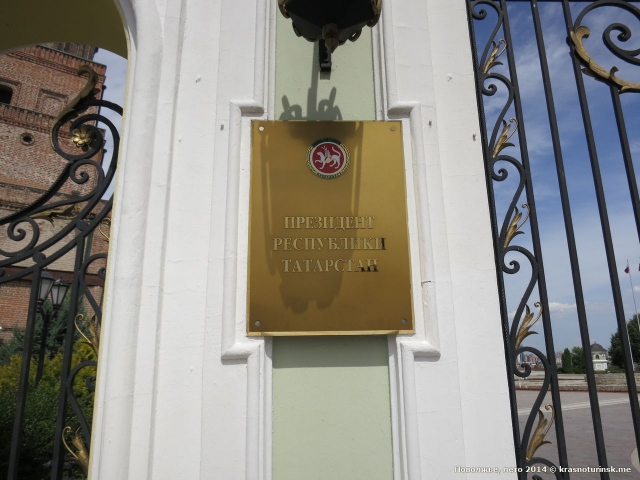 ПРЕЗИДЕНТ
РЕСПУБЛИКИ
ТАТАРСТАН
Поволжье, лето 2014 © krasnoturinsk.me